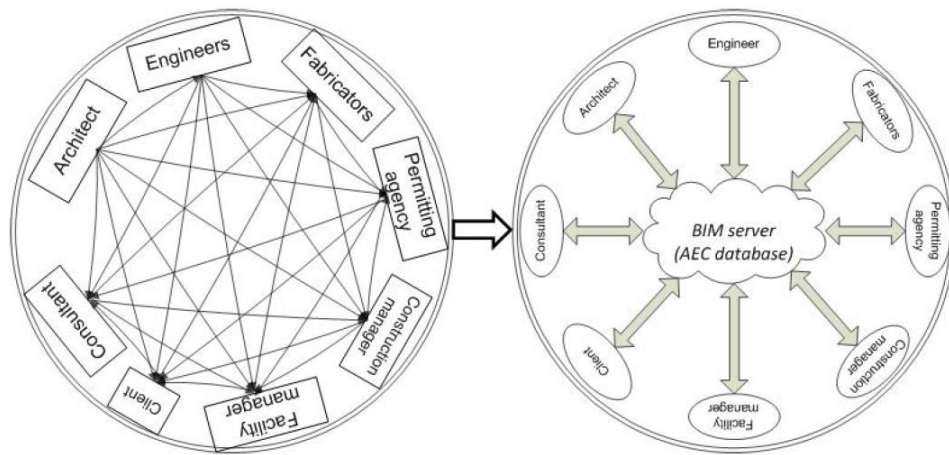 Engineers
Fabricators
Architect
Permitting
agency
Consultant
Construction
manager
Client
Facility
manager
Engineer
Architect
Fabricators
Consultant
BIM server
(AEC database)
Permitting
agency
Client
Construction
manager
Facility
manager